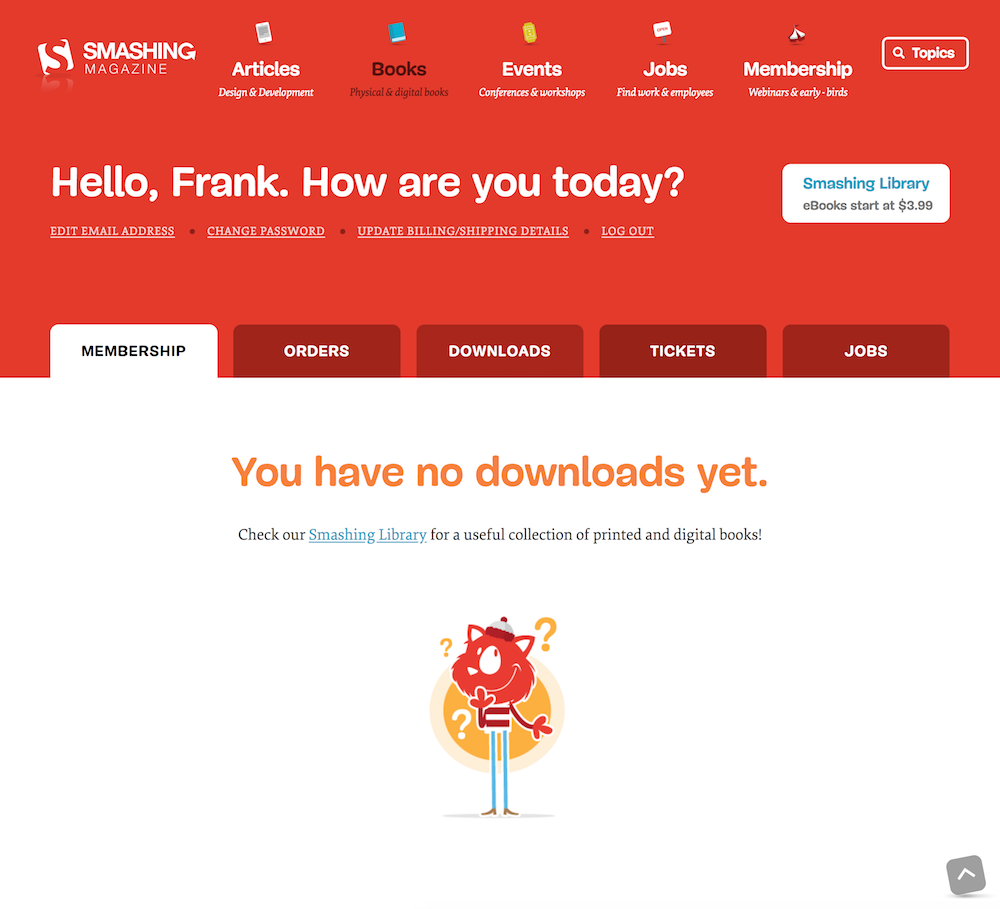 SMASHING
MAGAZINE
Articles
Design & Development
Books
Physical & digital books
Events
Conferences & workshops
OPEN
Jobs
Find work & employees
Membership
Webinars & early-birds
Topics
Hello, Frank. How are you today?
EDIT EMAIL ADDRESS • CHANGE PASSWORD • UPDATE BILLING/SHIPPING DETAILS • LOG OUT
Smashing Library
eBooks start at $3.99
MEMBERSHIP
ORDERS
DOWNLOADS
TICKETS
JOBS
You have no downloads yet.
Check our Smashing Library for a useful collection of printed and digital books!
? ?
?